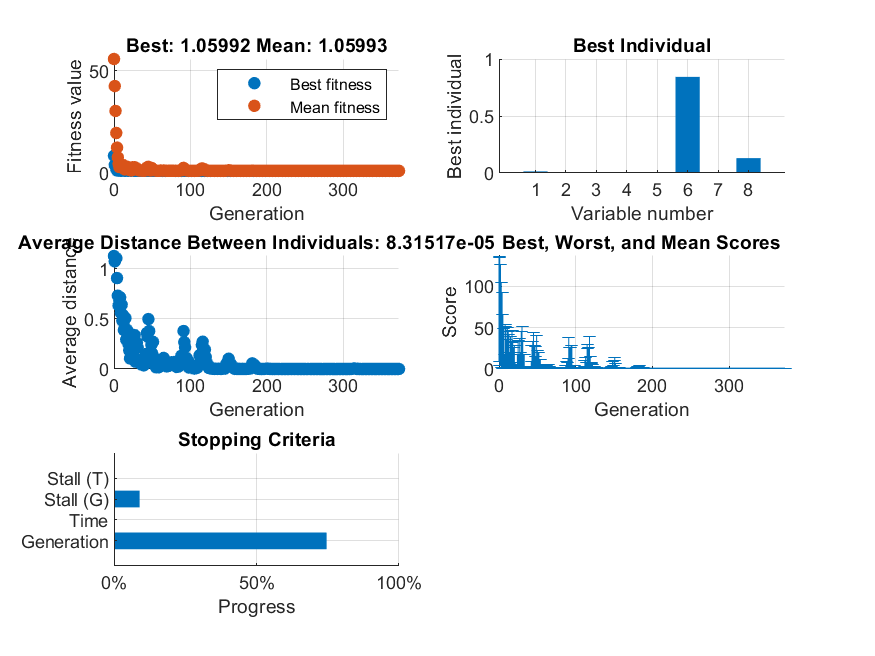 Best: 1.05992 Mean: 1.05993
Fitness value
50
0
Best fitness
Mean fitness
0 100 200 300
Generation
Best Individual
Best individual
1
0.5
0
1 2 3 4 5 6 7 8
Variable number
Average Distance Between Individuals: 8.31517e-05
Average distance
1
0.5
0
0 100 200 300
Generation
Best, Worst, and Mean Scores
Score
100
50
0
0 100 200 300
Generation
Stopping Criteria
Stall (T)
Stall (G)
Time
Generation
0% 50% 100%
Progress